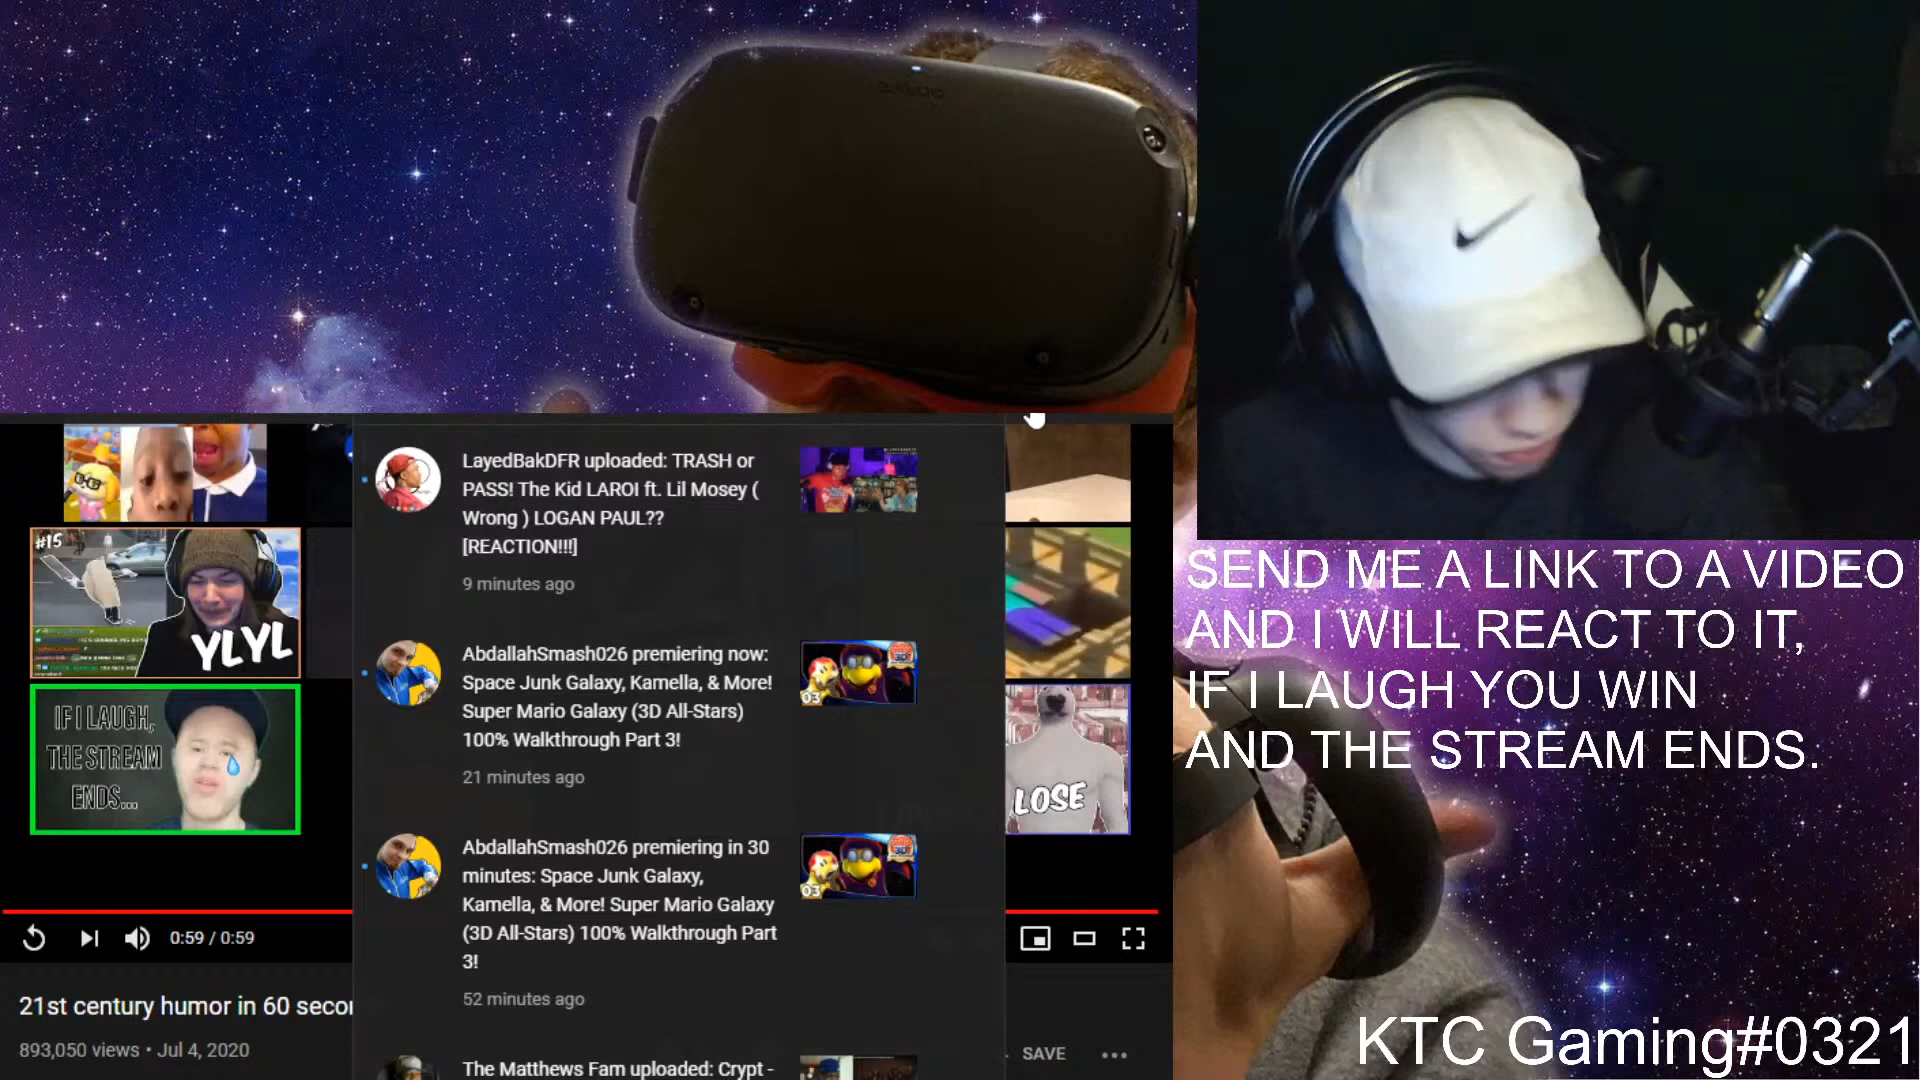 LayedBakDFR uploaded: TRASH or
PASS! The Kid LAROI ft. Lil Mosey (
Wrong ) LOGAN PAUL??
[REACTION!!!]
9 minutes ago
#15
YLYL
AbdallahSmash026 premiering now:
Space Junk Galaxy, Kamella, & More!
Super Mario Galaxy (3D All-Stars)
100% Walkthrough Part 3!
21 minutes ago
03
IF I LAUGH,
THE STREAM
ENDS...
LOSE
AbdallahSmash026 premiering in 30
minutes: Space Junk Galaxy,
Kamella, & More! Super Mario Galaxy
(3D All-Stars) 100% Walkthrough Part
3!
52 minutes ago
03
0:59 / 0:59
21st century humor in 60
893,050 views • Jul 4, 2020
The Matthews Fam uploaded: Crypt -
SAVE
SEND ME A LINK TO A VIDEO
AND I WILL REACT TO IT,
IF I LAUGH YOU WIN
AND THE STREAM ENDS.
KTC Gaming#0321